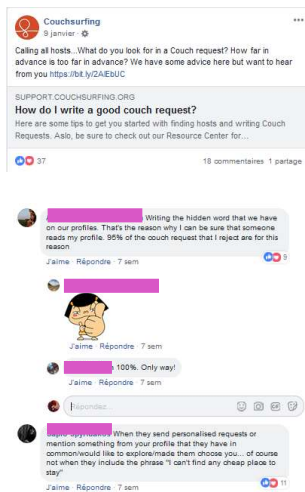 Couchsurfing
9 janvier ·
Calling all hosts...What do you look for in a Couch request? How far in
advance is too far in advance? We have some advice here but want to hear
from you https://bit.ly/2AlEbUC
SUPPORT.COUCHSURFING.ORG
How do I write a good couch request?
Here are some tips to get you started with finding hosts and writing Couch
Requests. Aslo, be sure to check out our Resource Center for...
37
18 commentaires 1 partage
Writing the hidden word that we have
on our profiles. That's the reason why I can be sure that someone
reads my profile. 95% of the couch request that I reject are for this
reason
9
J'aime · Répondre · 7 sem
J'aime · Répondre · 7 sem
100%. Only way!
J'aime · Répondre · 7 sem
Répondez...
When they send personalised requests or
mention something from your profile that they have in
common/would like to explore/made them choose you... of course
not when they include the phrase "I can't find any cheap place to
stay"
11
J'aime · Répondre · 7 sem